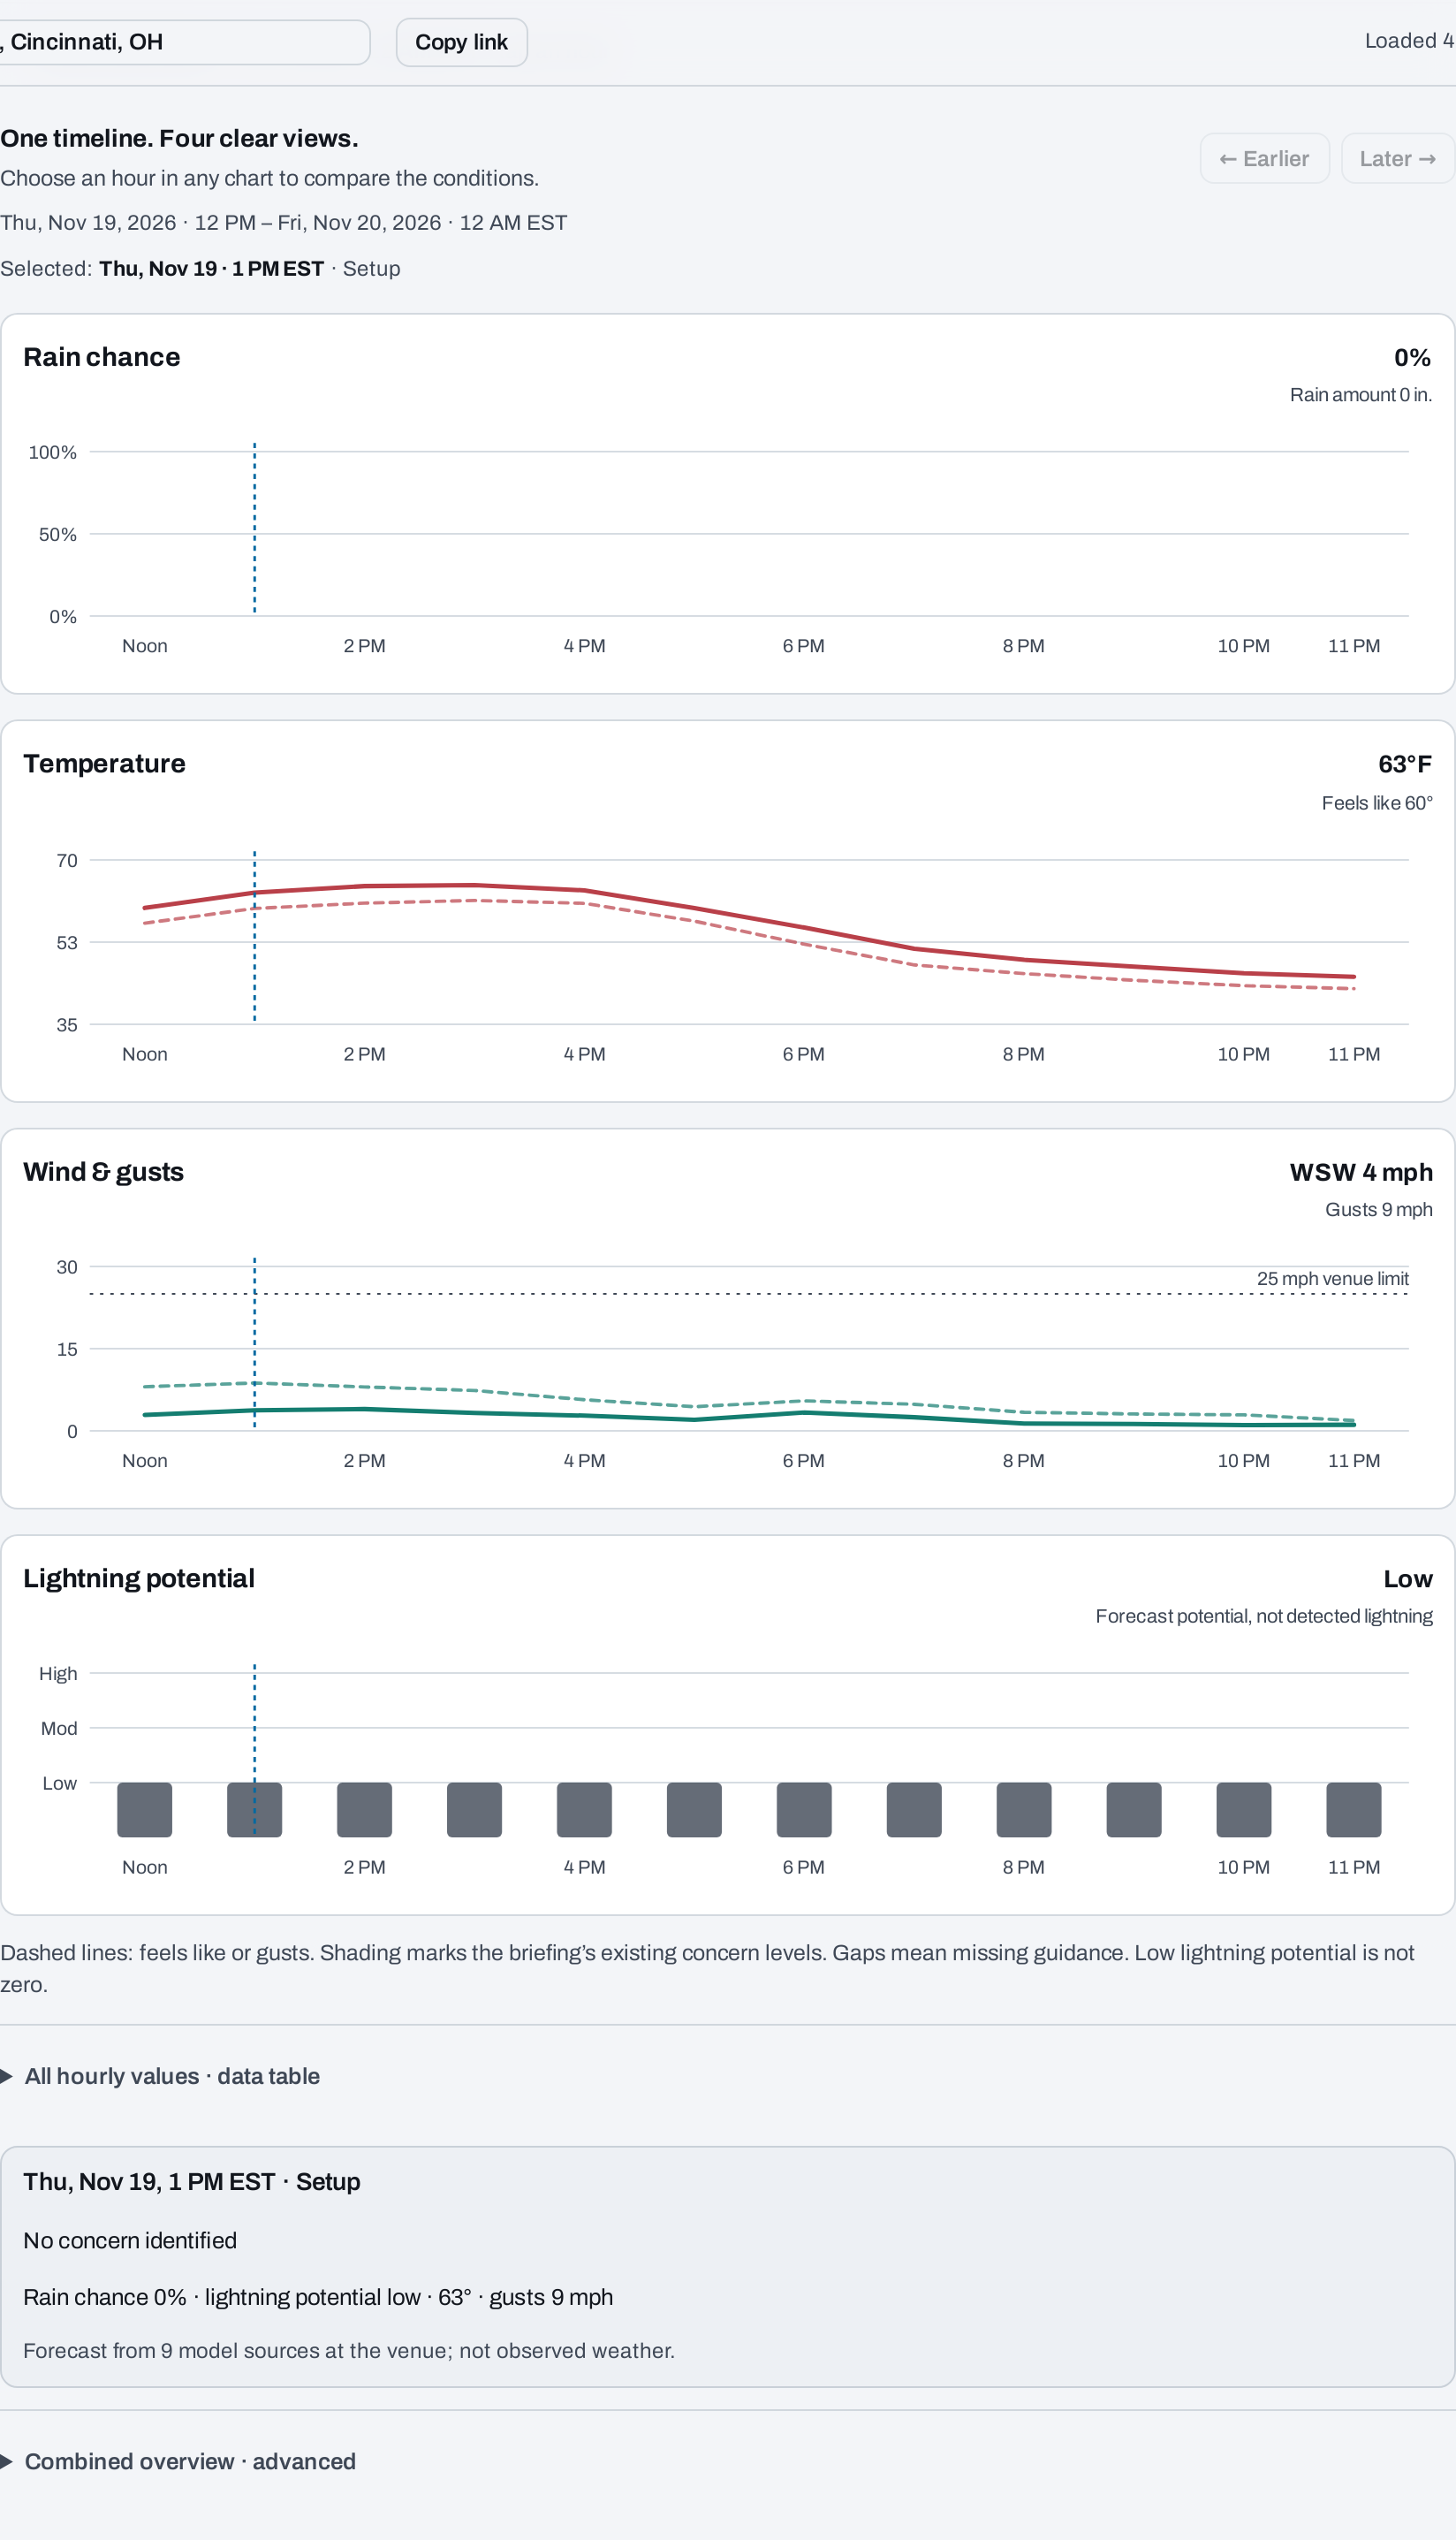 , Cincinnati, OH
Copy link
Loaded 4
One timeline. Four clear views.
Choose an hour in any chart to compare the conditions.
← Earlier
Later →
Thu, Nov 19, 2026 · 12 PM – Fri, Nov 20, 2026 · 12 AM EST
Selected: Thu, Nov 19 · 1 PM EST · Setup
Rain chance
0%
Rain amount 0 in.
100%
50%
0%
Noon 2 PM 4 PM 6 PM 8 PM 10 PM 11 PM
Temperature
63°F
Feels like 60°
70
53
35
Noon 2 PM 4 PM 6 PM 8 PM 10 PM 11 PM
Wind & gusts
WSW 4 mph
Gusts 9 mph
30
25 mph venue limit
15
0
Noon 2 PM 4 PM 6 PM 8 PM 10 PM 11 PM
Lightning potential
Low
Forecast potential, not detected lightning
High
Mod
Low
Noon 2 PM 4 PM 6 PM 8 PM 10 PM 11 PM
Dashed lines: feels like or gusts. Shading marks the briefing’s existing concern levels. Gaps mean missing guidance. Low lightning potential is not
zero.
▶ All hourly values · data table
Thu, Nov 19, 1 PM EST · Setup
No concern identified
Rain chance 0% · lightning potential low · 63° · gusts 9 mph
Forecast from 9 model sources at the venue; not observed weather.
▶ Combined overview · advanced